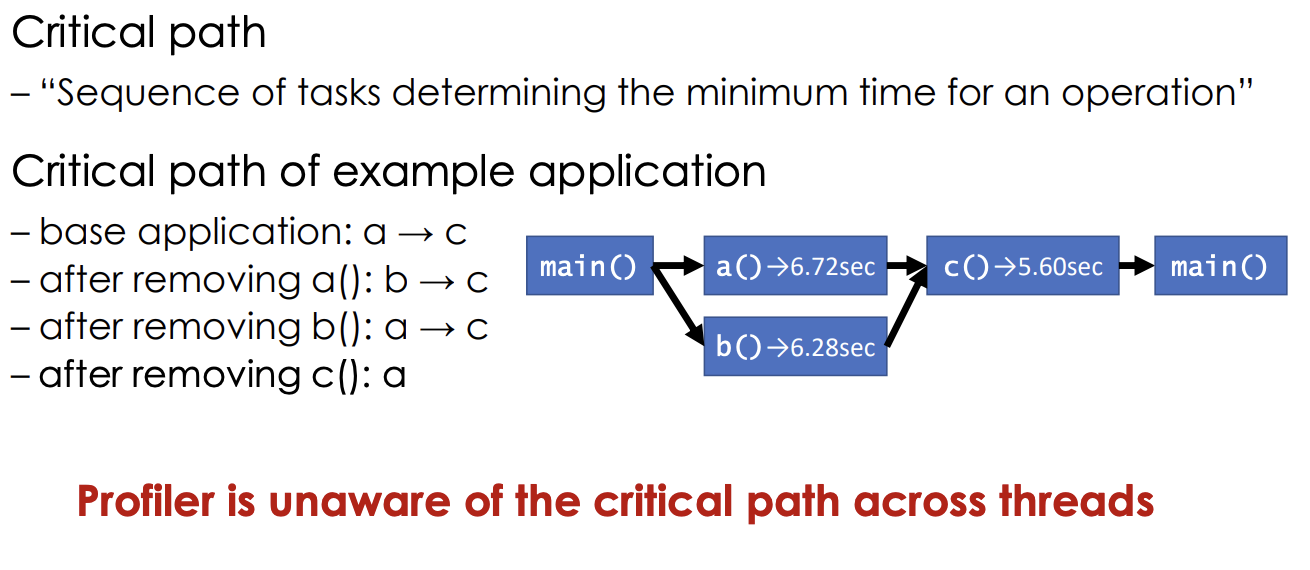 Critical path
– “Sequence of tasks determining the minimum time for an operation”
Critical path of example application
– base application: a → c
– after removing a(): b → c
– after removing b(): a → c
– after removing c(): a
main()
a()→6.72sec
c()→5.60sec
main()
b()→6.28sec
Profiler is unaware of the critical path across threads